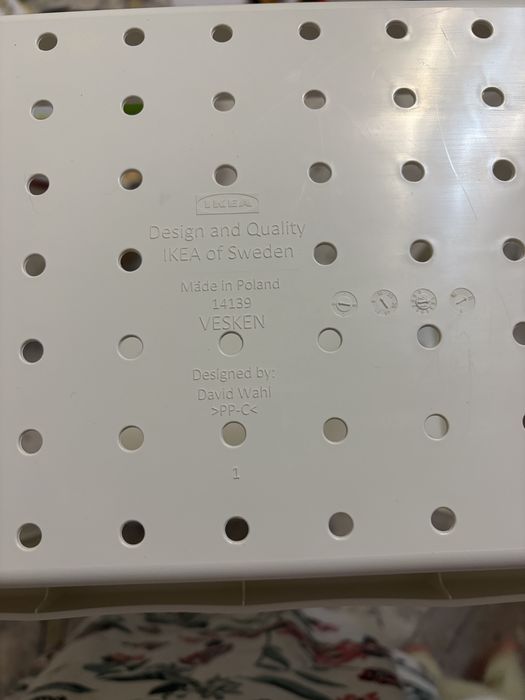 IKEA
Design and Quality
IKEA of Sweden
Made in Poland
14139
VESKEN
Designed by:
David Wahl
>PP-C<
1